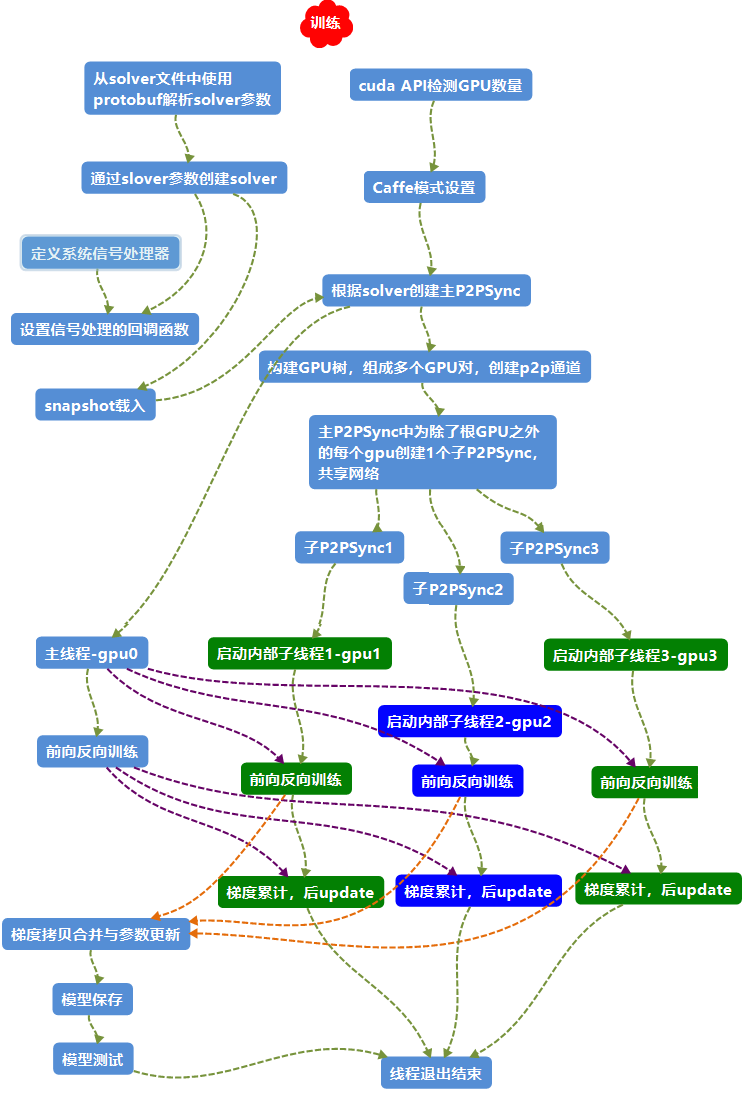 训练
从solver文件中使用
protobuf解析solver参数
cuda API检测GPU数量
通过slover参数创建solver
Caffe模式设置
定义系统信号处理器
根据solver创建主P2PSync
设置信号处理的回调函数
构建GPU树，组成多个GPU对，创建p2p通道
snapshot载入
主P2PSync中为除了根GPU之外
的每个gpu创建1个子P2PSync，
共享网络
子P2PSync1
子P2PSync3
子P2PSync2
主线程-gpu0
启动内部子线程1-gpu1
启动内部子线程3-gpu3
启动内部子线程2-gpu2
前向反向训练
前向反向训练
前向反向训练
前向反向训练
梯度累计，后update
梯度累计，后update
梯度累计，后update
梯度拷贝合并与参数更新
模型保存
模型测试
线程退出结束